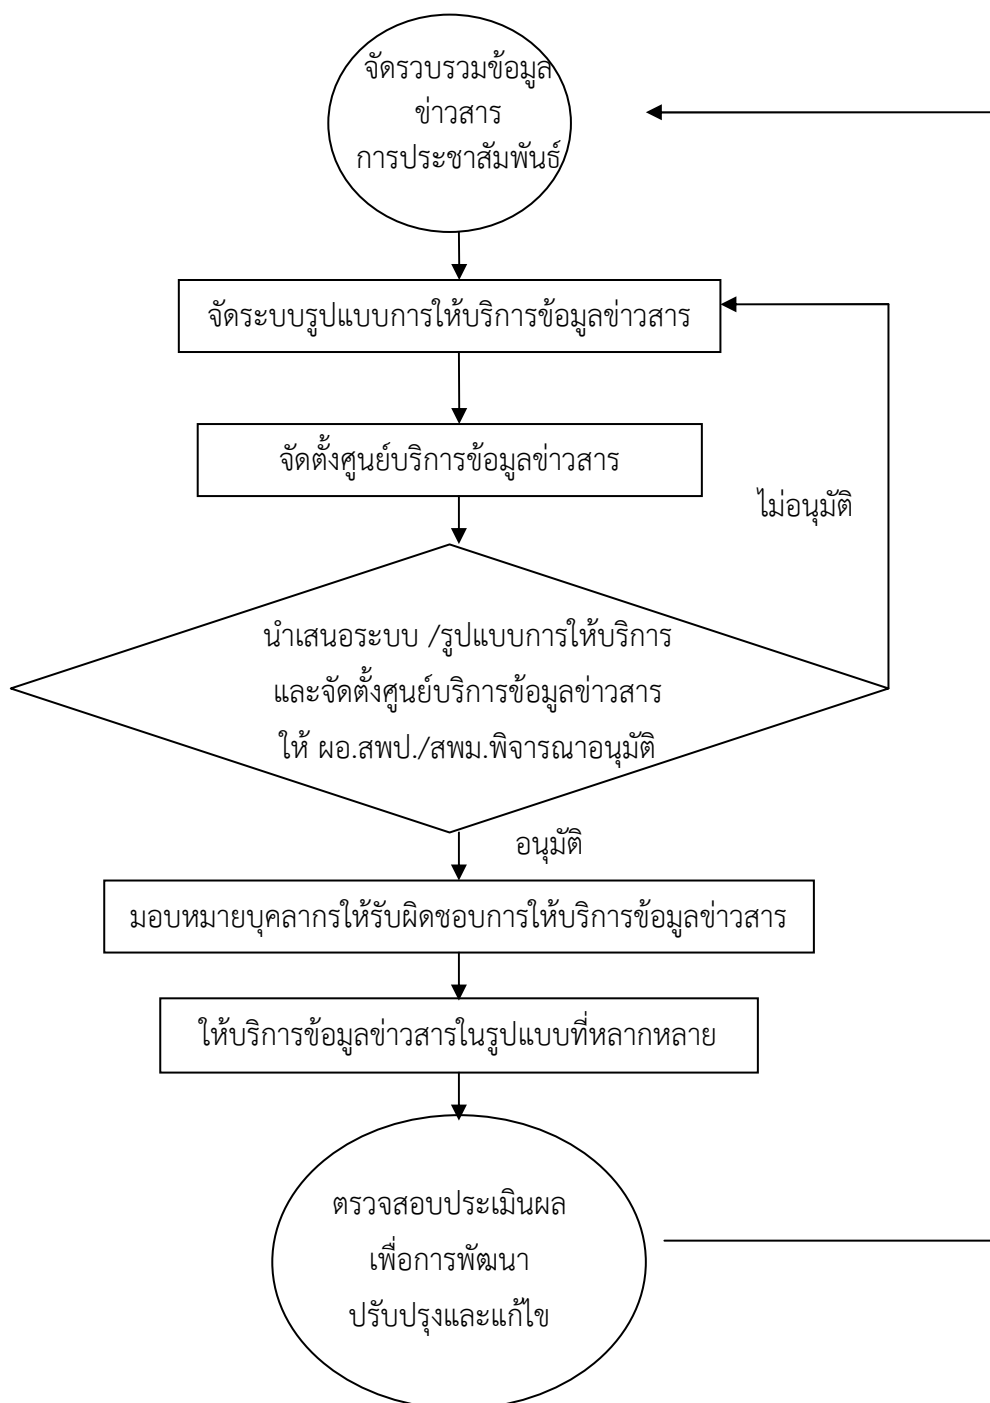 จัดรวบรวมข้อมูล
ข่าวสาร
การประชาสัมพันธ์
จัดระบบรูปแบบการให้บริการข้อมูลข่าวสาร
จัดตั้งศูนย์บริการข้อมูลข่าวสาร
ไม่อนุมัติ
นำเสนอระบบ /รูปแบบการให้บริการ
และจัดตั้งศูนย์บริการข้อมูลข่าวสาร
ให้ ผอ.สพป./สพม.พิจารณาอนุมัติ
อนุมัติ
มอบหมายบุคลากรให้รับผิดชอบการให้บริการข้อมูลข่าวสาร
ให้บริการข้อมูลข่าวสารในรูปแบบที่หลากหลาย
ตรวจสอบประเมินผล
เพื่อการพัฒนา
ปรับปรุงและแก้ไข